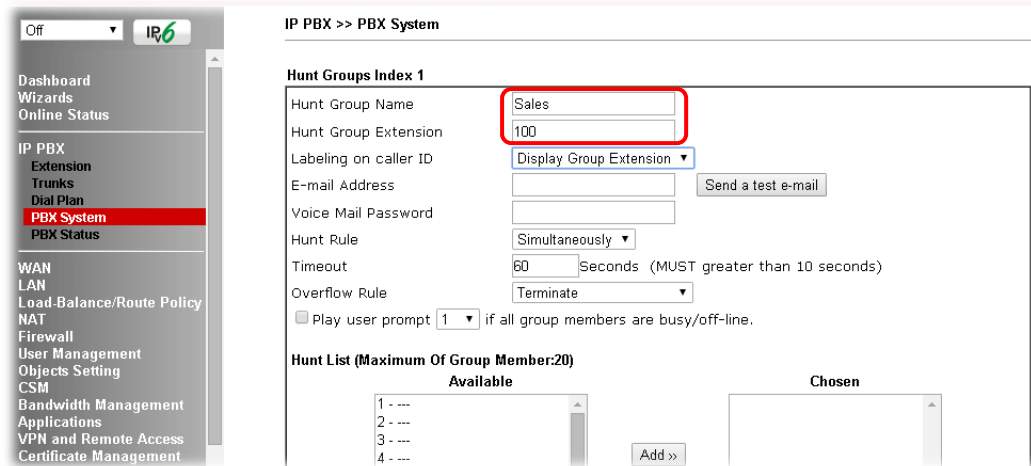 Off
IPv6
Dashboard
Wizards
Online Status
IP PBX
Extension
Trunks
Dial Plan
PBX System
PBX Status
WAN
LAN
Load-Balance/Route Policy
NAT
Firewall
User Management
Objects Setting
CSM
Bandwidth Management
Applications
VPN and Remote Access
Certificate Management
IP PBX >> PBX System
Hunt Groups Index 1
Hunt Group Name Sales
Hunt Group Extension 100
Labeling on caller ID Display Group Extension
E-mail Address Send a test e-mail
Voice Mail Password
Hunt Rule Simultaneously
Timeout 60 Seconds (MUST greater than 10 seconds)
Overflow Rule Terminate
Play user prompt 1 if all group members are busy/off-line.
Hunt List (Maximum Of Group Member:20)
Available Chosen
1 - ---
2 - ---
3 - ---
4 - ---
Add »